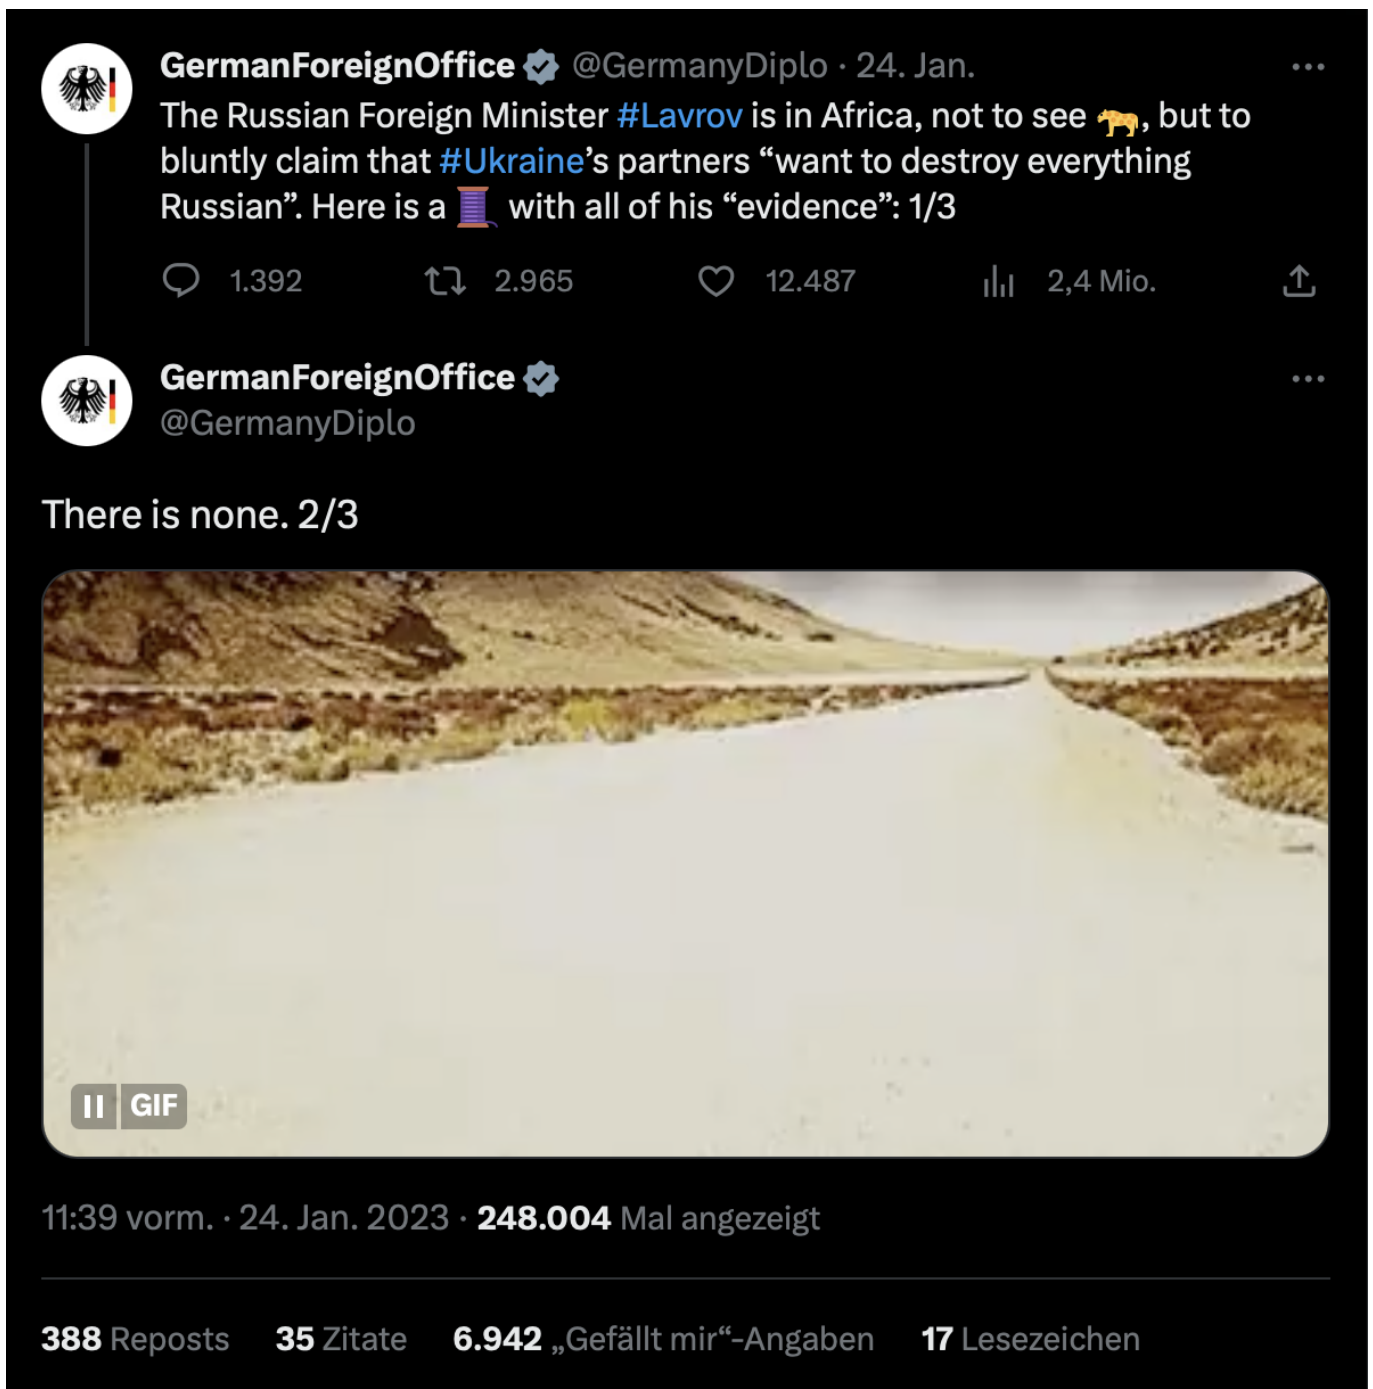 GermanForeignOffice @GermanyDiplo · 24. Jan.
The Russian Foreign Minister #Lavrov is in Africa, not to see 🐆, but to
bluntly claim that #Ukraine’s partners “want to destroy everything
Russian”. Here is a 🧵 with all of his “evidence”: 1/3
1.392 2.965 12.487 2,4 Mio.
GermanForeignOffice
@GermanyDiplo
There is none. 2/3
GIF
11:39 vorm. · 24. Jan. 2023 · 248.004 Mal angezeigt
388 Reposts 35 Zitate 6.942 „Gefällt mir“-Angaben 17 Lesezeichen